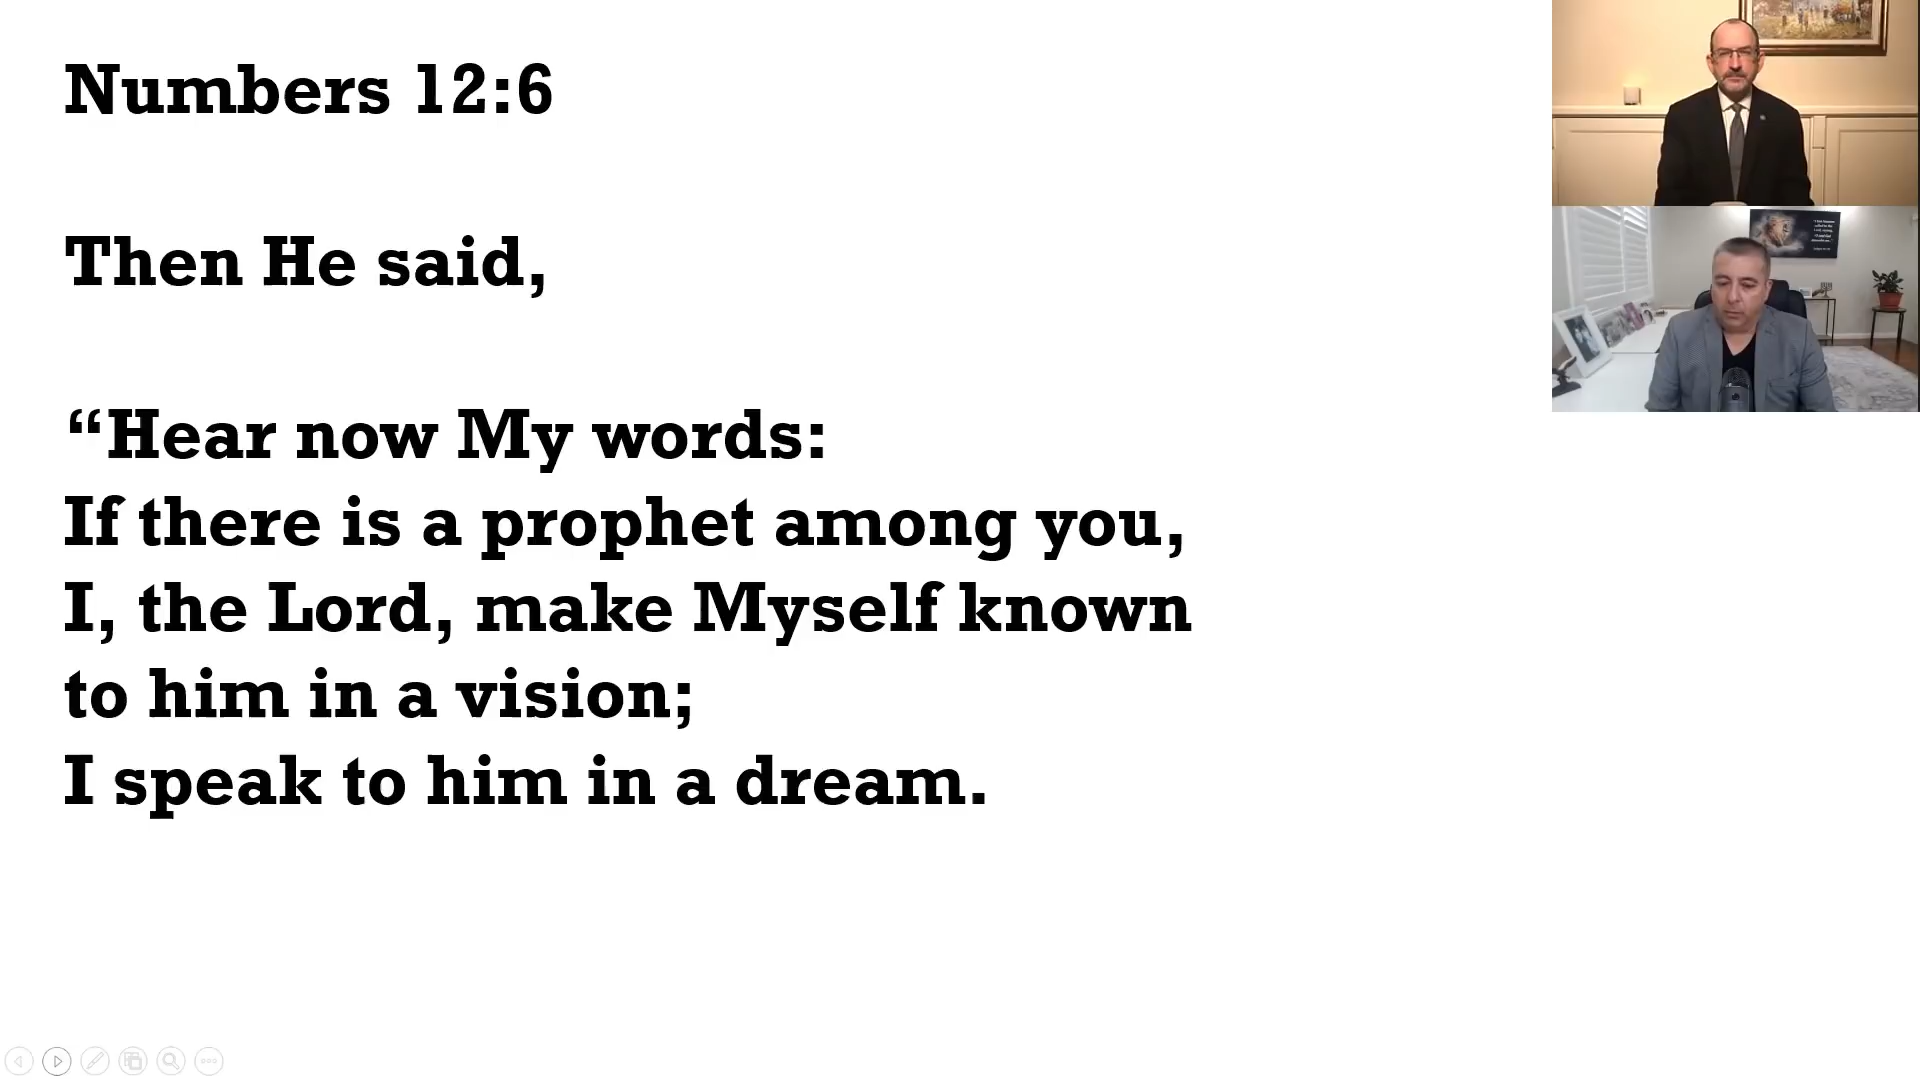 Numbers 12:6
Then He said,
“Hear now My words:
If there is a prophet among you,
I, the Lord, make Myself known
to him in a vision;
I speak to him in a dream.